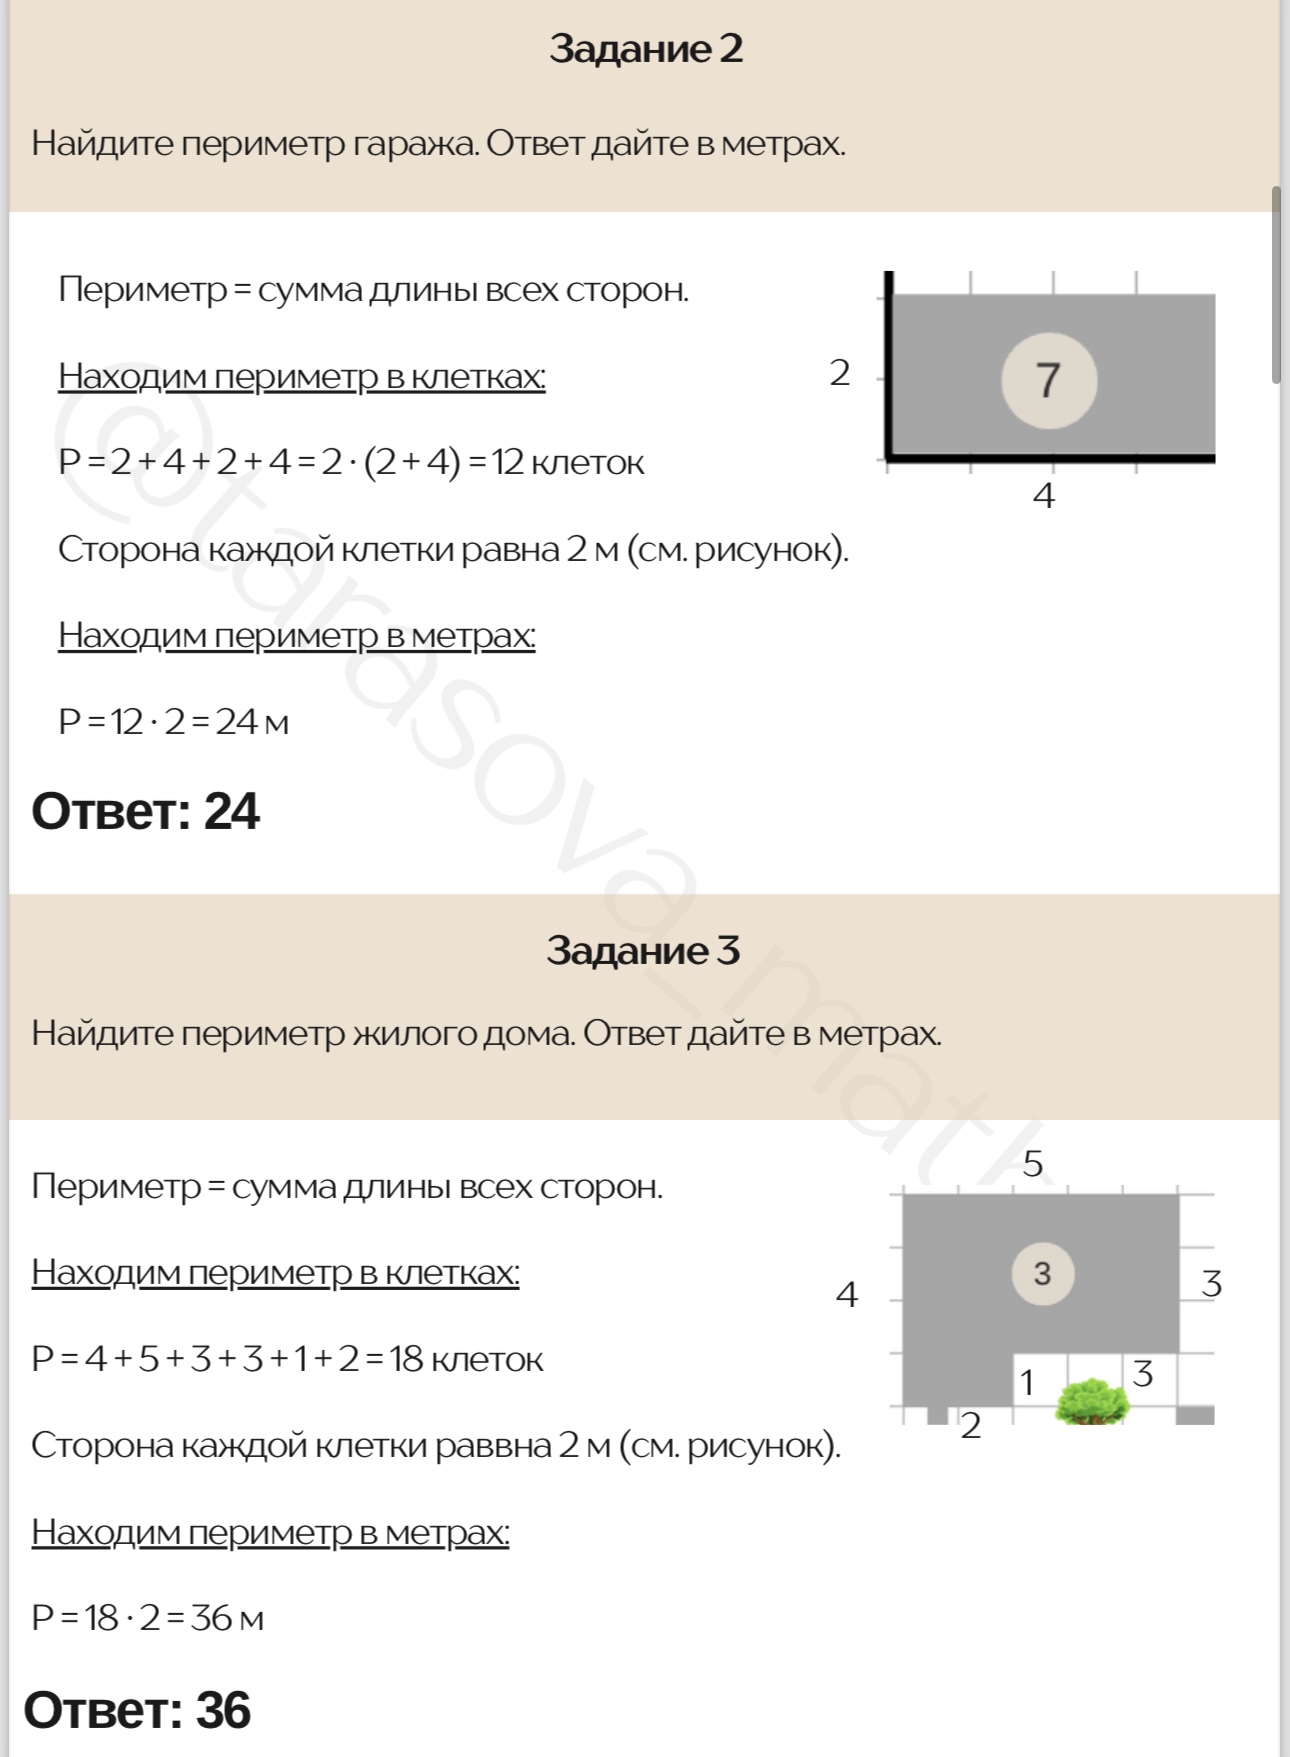 Задание 2
Найдите периметр гаража. Ответ дайте в метрах.
Периметр = сумма длины всех сторон.
Находим периметр в клетках:
P = 2 + 4 + 2 + 4 = 2 · (2 + 4) = 12 клеток
Сторона каждой клетки равна 2 м (см. рисунок).
Находим периметр в метрах:
P = 12 · 2 = 24 м
7
2
4
Ответ: 24
@tarasova_math
Задание 3
Найдите периметр жилого дома. Ответ дайте в метрах.
Периметр = сумма длины всех сторон.
Находим периметр в клетках:
P = 4 + 5 + 3 + 3 + 1 + 2 = 18 клеток
Сторона каждой клетки раввна 2 м (см. рисунок).
Находим периметр в метрах:
P = 18 · 2 = 36 м
5
3
4
3
1
3
2
Ответ: 36